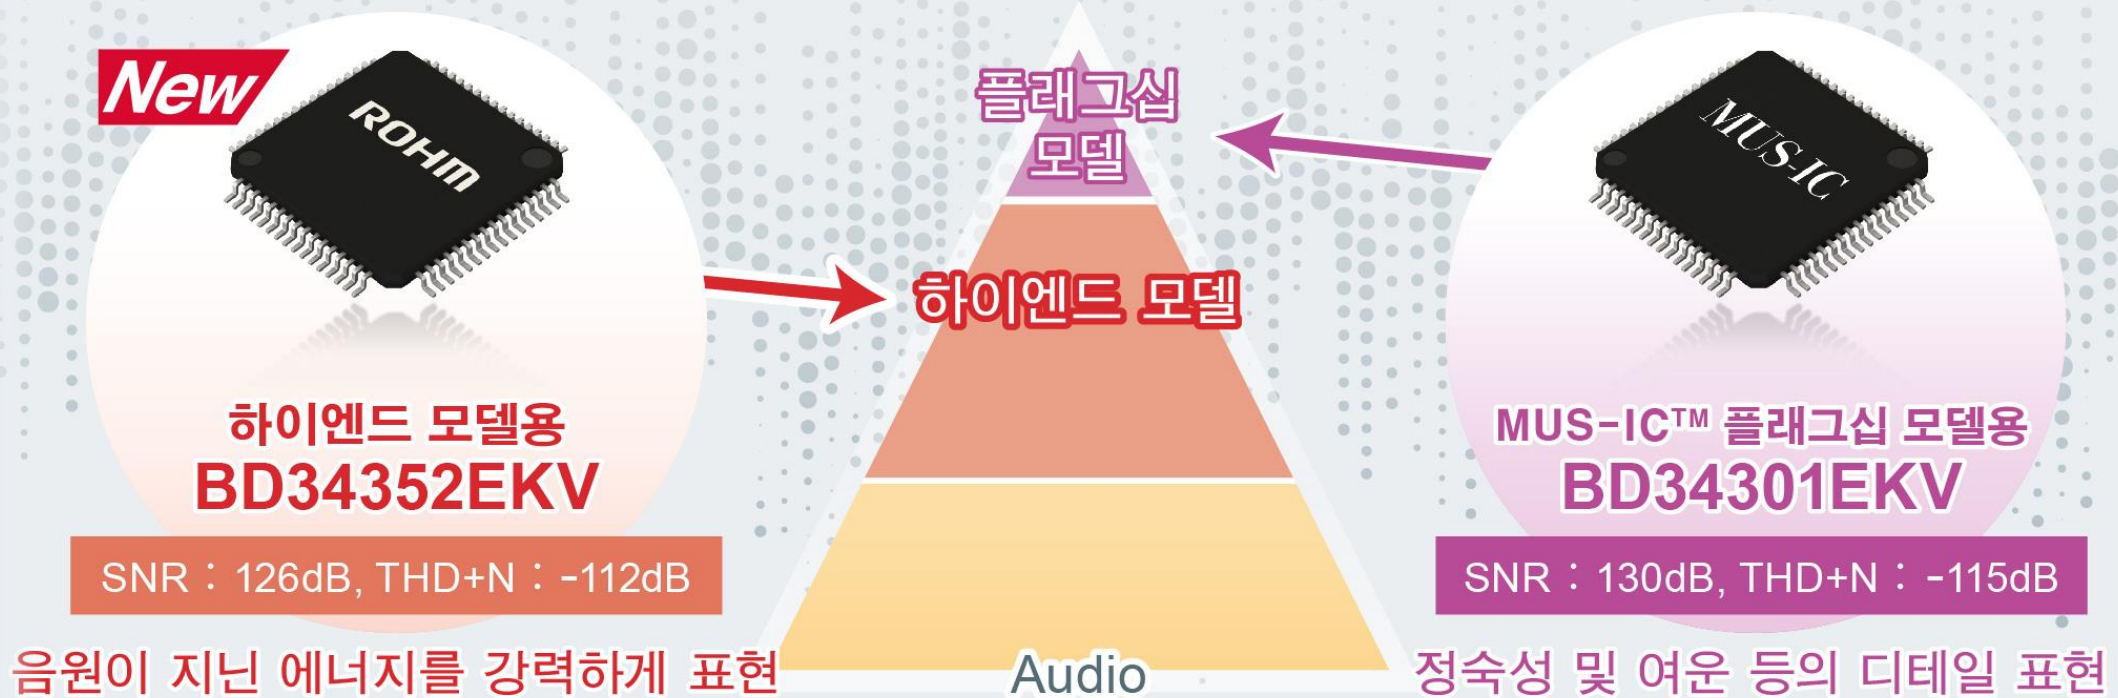 New
ROHM
하이엔드 모델용
BD34352EKV
SNR : 126dB, THD+N : -112dB
음원이 지닌 에너지를 강력하게 표현
플래그십
모델
하이엔드 모델
Audio
MUS-IC
MUS-IC™ 플래그십 모델용
BD34301EKV
SNR : 130dB, THD+N : -115dB
정숙성 및 여운 등의 디테일 표현